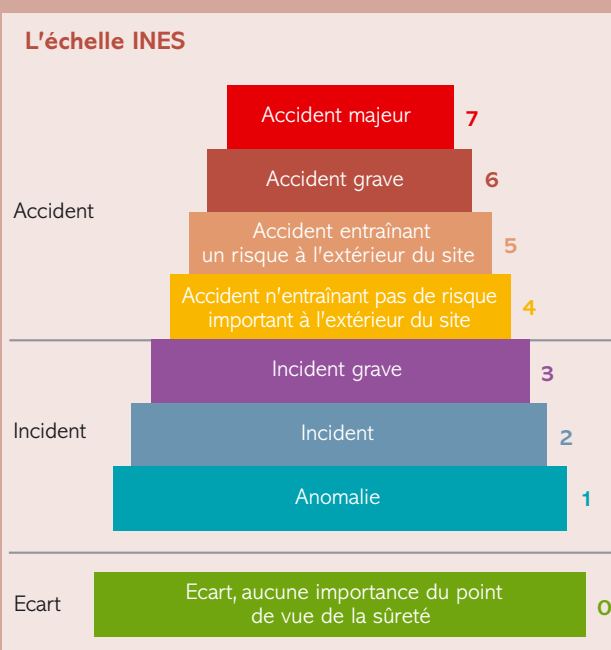 L'échelle INES
Accident majeur
7
Accident grave
6
Accident
Accident entraînant
un risque à l'extérieur du site
5
Accident n'entraînant pas de risque
important à l'extérieur du site
4
Incident grave
3
Incident
Incident
2
Anomalie
1
Ecart
Ecart, aucune importance du point
de vue de la sûreté
0